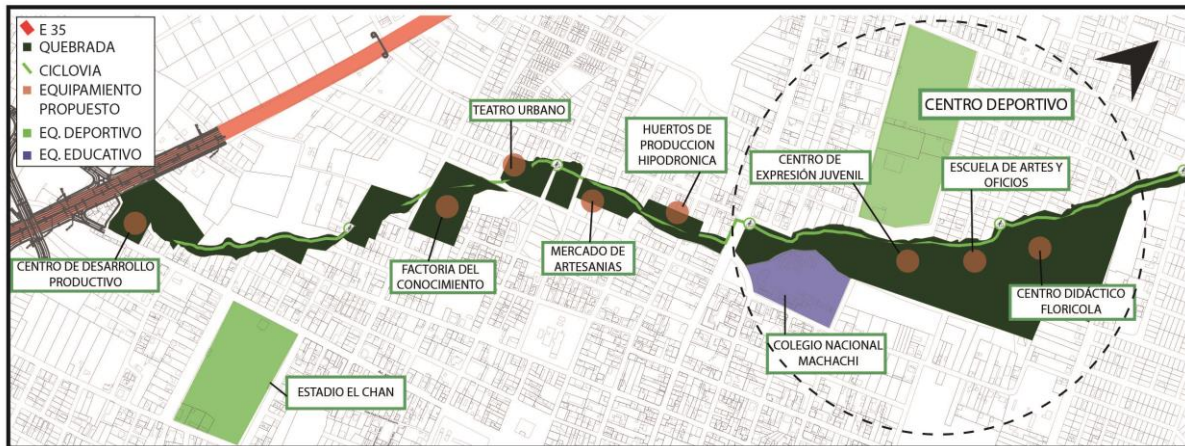 E 35
QUEBRADA
CICLOVIA
EQUIPAMIENTO
PROPUESTO
EQ. DEPORTIVO
EQ. EDUCATIVO
TEATRO URBANO
HUERTOS DE
PRODUCCION
HIPODRONICA
CENTRO DE
EXPRESIÓN JUVENIL
CENTRO DEPORTIVO
ESCUELA DE ARTES Y
OFICIOS
CENTRO DE DESARROLLO
PRODUCTIVO
FACTORIA DEL
CONOCIMIENTO
MERCADO DE
ARTESANIAS
CENTRO DIDÁCTICO
FLORICOLA
COLEGIO NACIONAL
MACHACHI
ESTADIO EL CHAN